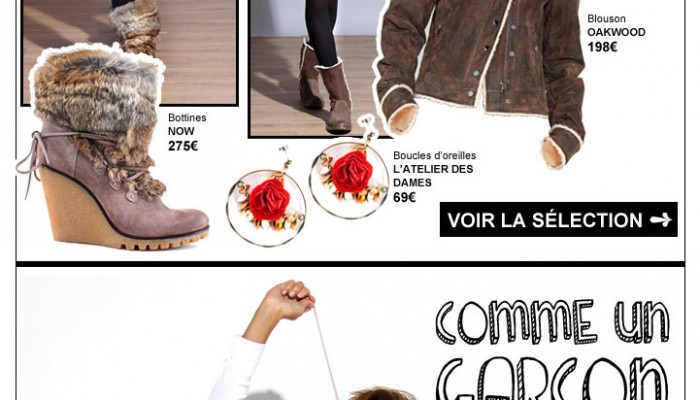 Blouson
OAKWOOD
198€
Bottines
NOW
275€
Boucles d'oreilles
L'ATELIER DES
DAMES
69€
VOIR LA SÉLECTION
COMME UN
GARÇON